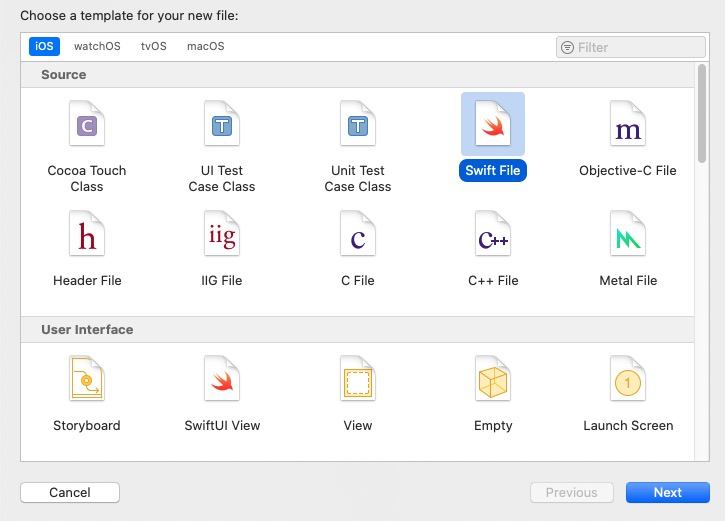 Choose a template for your new file:
iOS watchOS tvOS macOS Filter
Source
C T T m
Cocoa Touch Class
UI Test Case Class
Unit Test Case Class
Swift File
Objective-C File
h iig c C++
Header File
IIG File
C File
C++ File
Metal File
User Interface
1
Storyboard
SwiftUI View
View
Empty
Launch Screen
Cancel Previous Next